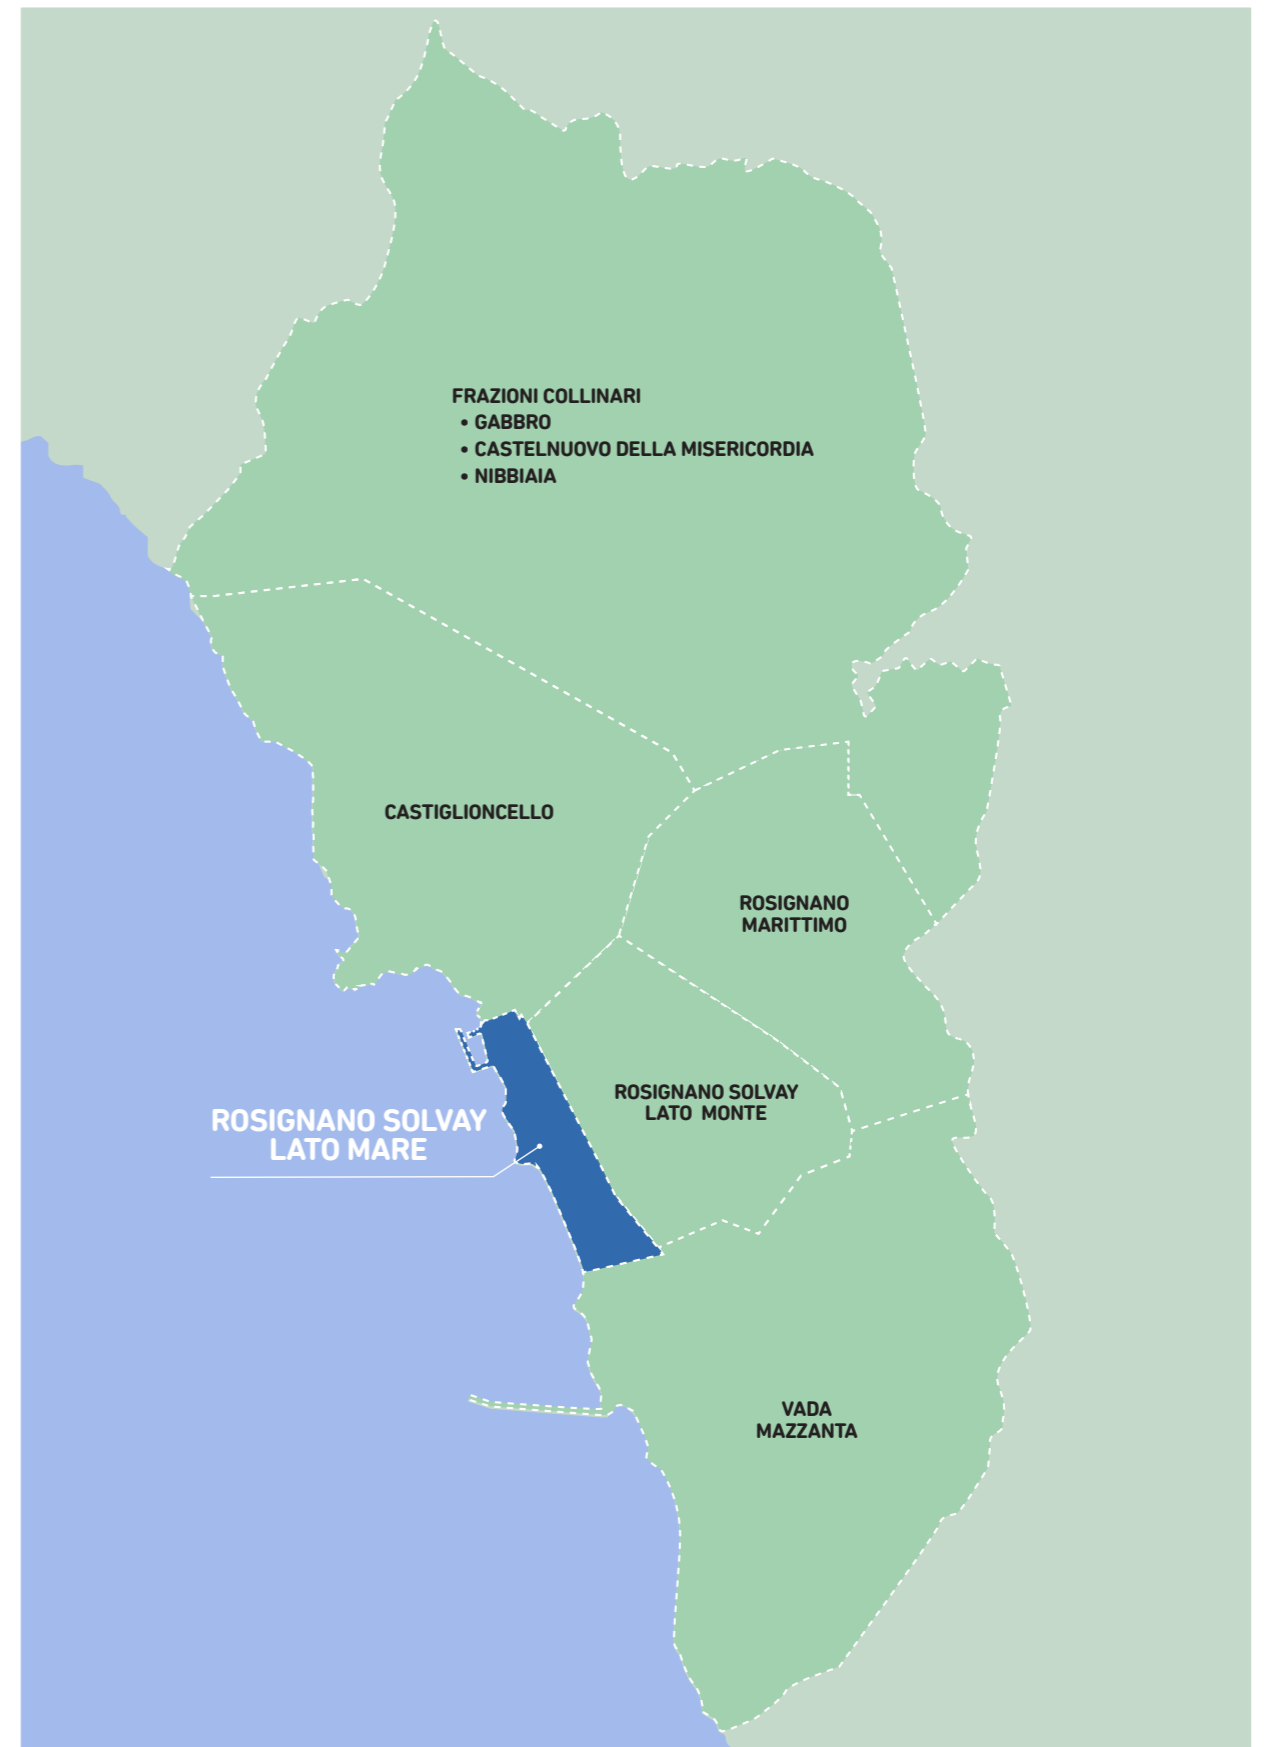 FRAZIONI COLLINARI
• GABBRO
• CASTELNUOVO DELLA MISERICORDIA
• NIBBIAIA
CASTIGLIONCELLO
ROSIGNANO
MARITTIMO
ROSIGNANO SOLVAY
LATO MONTE
ROSIGNANO SOLVAY
LATO MARE
VADA
MAZZANTA